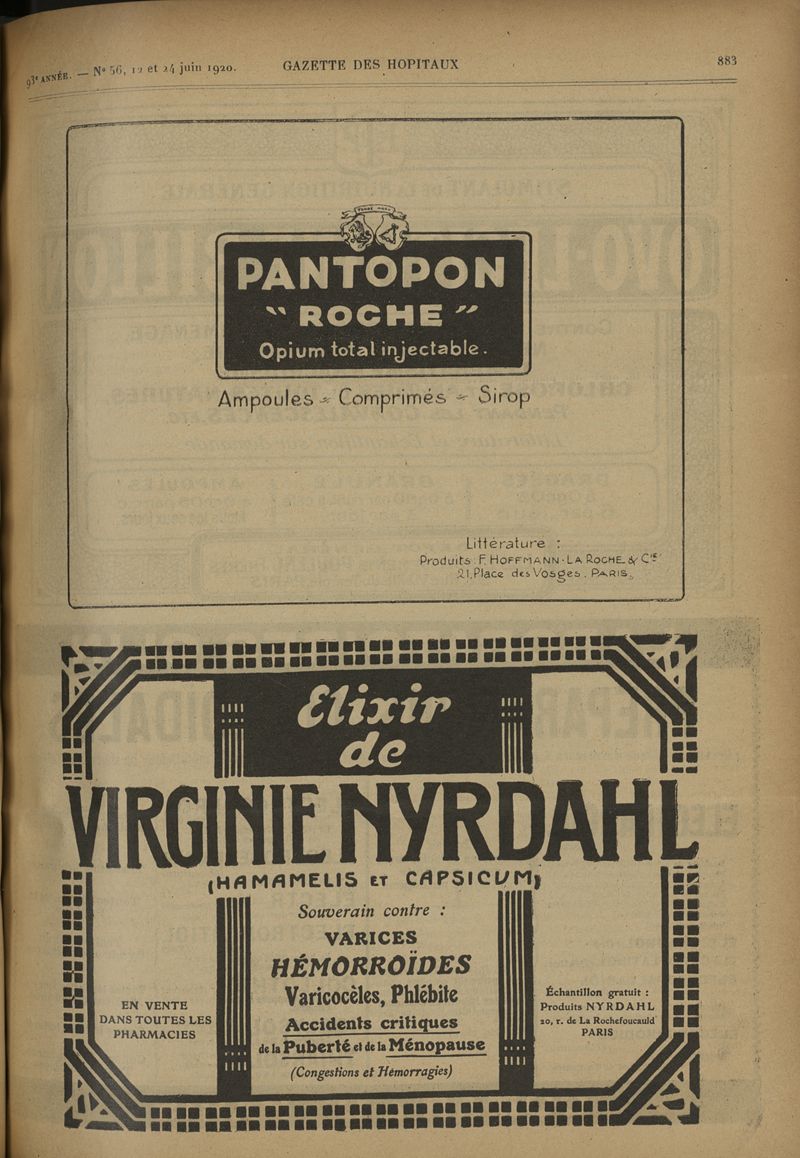 93e ANNÉE. — No 56, 12 et 24 juin 1920. GAZETTE DES HOPITAUX 883
PANTOPON
"ROCHE"
Opium total injectable.
Ampoules - Comprimés - Sirop
Littérature :
Produits: F. HOFFMANN-LA ROCHE & Cie
21, Place des Vosges, PARIS.
Elixir
de
VIRGINIE NYRDAHL
(HAMAMELIS ET CAPSICUM)
Souverain contre :
VARICES
HÉMORROÏDES
Varicocèles, Phlébite
Accidents critiques
de la Puberté et de la Ménopause
(Congestions et Hémorragies)
EN VENTE
DANS TOUTES LES
PHARMACIES
Échantillon gratuit :
Produits NYRDAHL
20, r. de La Rochefoucauld
PARIS